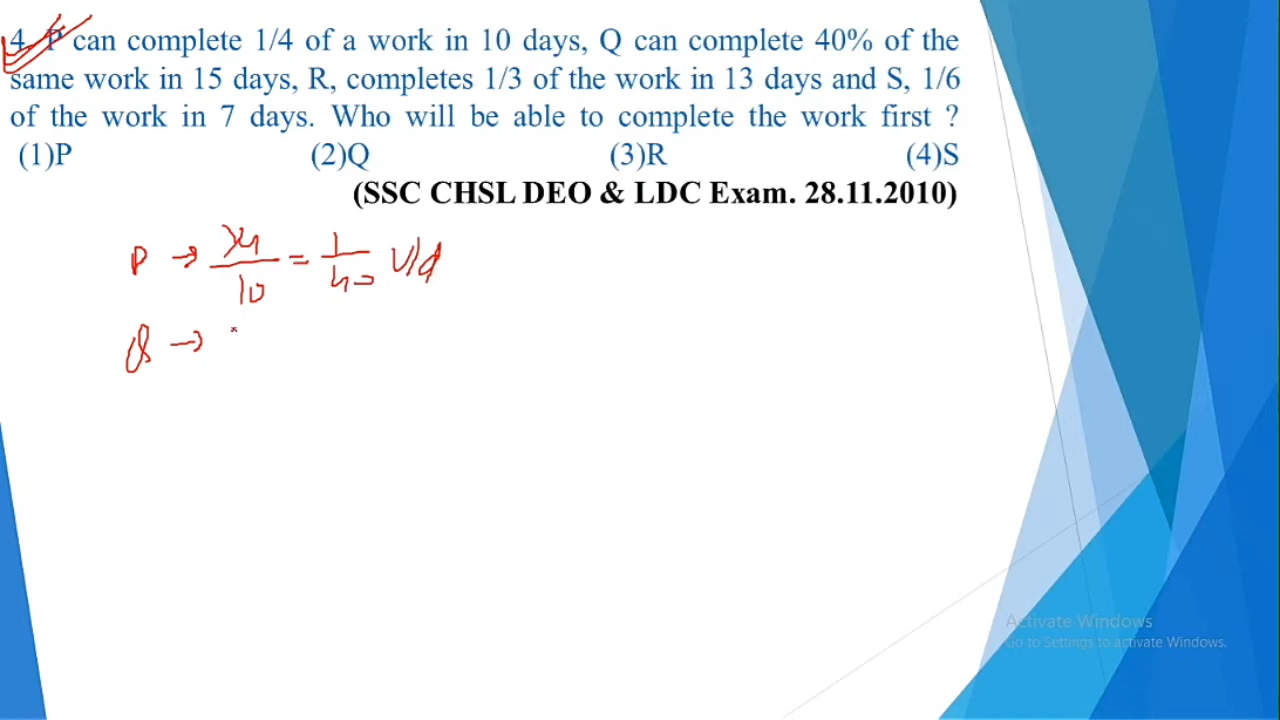 4. P can complete 1/4 of a work in 10 days, Q can complete 40% of the
same work in 15 days, R, completes 1/3 of the work in 13 days and S, 1/6
of the work in 7 days. Who will be able to complete the work first ?
(1)P (2)Q (3)R (4)S
(SSC CHSL DEO & LDC Exam. 28.11.2010)
P → 1/4 / 10 = 1/40 U/d
Q →
Activate Windows
Go to Settings to activate Windows.